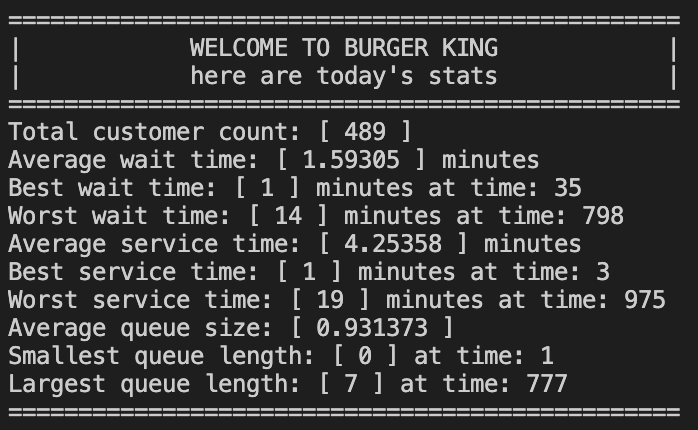 ================================================
| WELCOME TO BURGER KING |
| here are today's stats |
================================================
Total customer count: [ 489 ]
Average wait time: [ 1.59305 ] minutes
Best wait time: [ 1 ] minutes at time: 35
Worst wait time: [ 14 ] minutes at time: 798
Average service time: [ 4.25358 ] minutes
Best service time: [ 1 ] minutes at time: 3
Worst service time: [ 19 ] minutes at time: 975
Average queue size: [ 0.931373 ]
Smallest queue length: [ 0 ] at time: 1
Largest queue length: [ 7 ] at time: 777
================================================